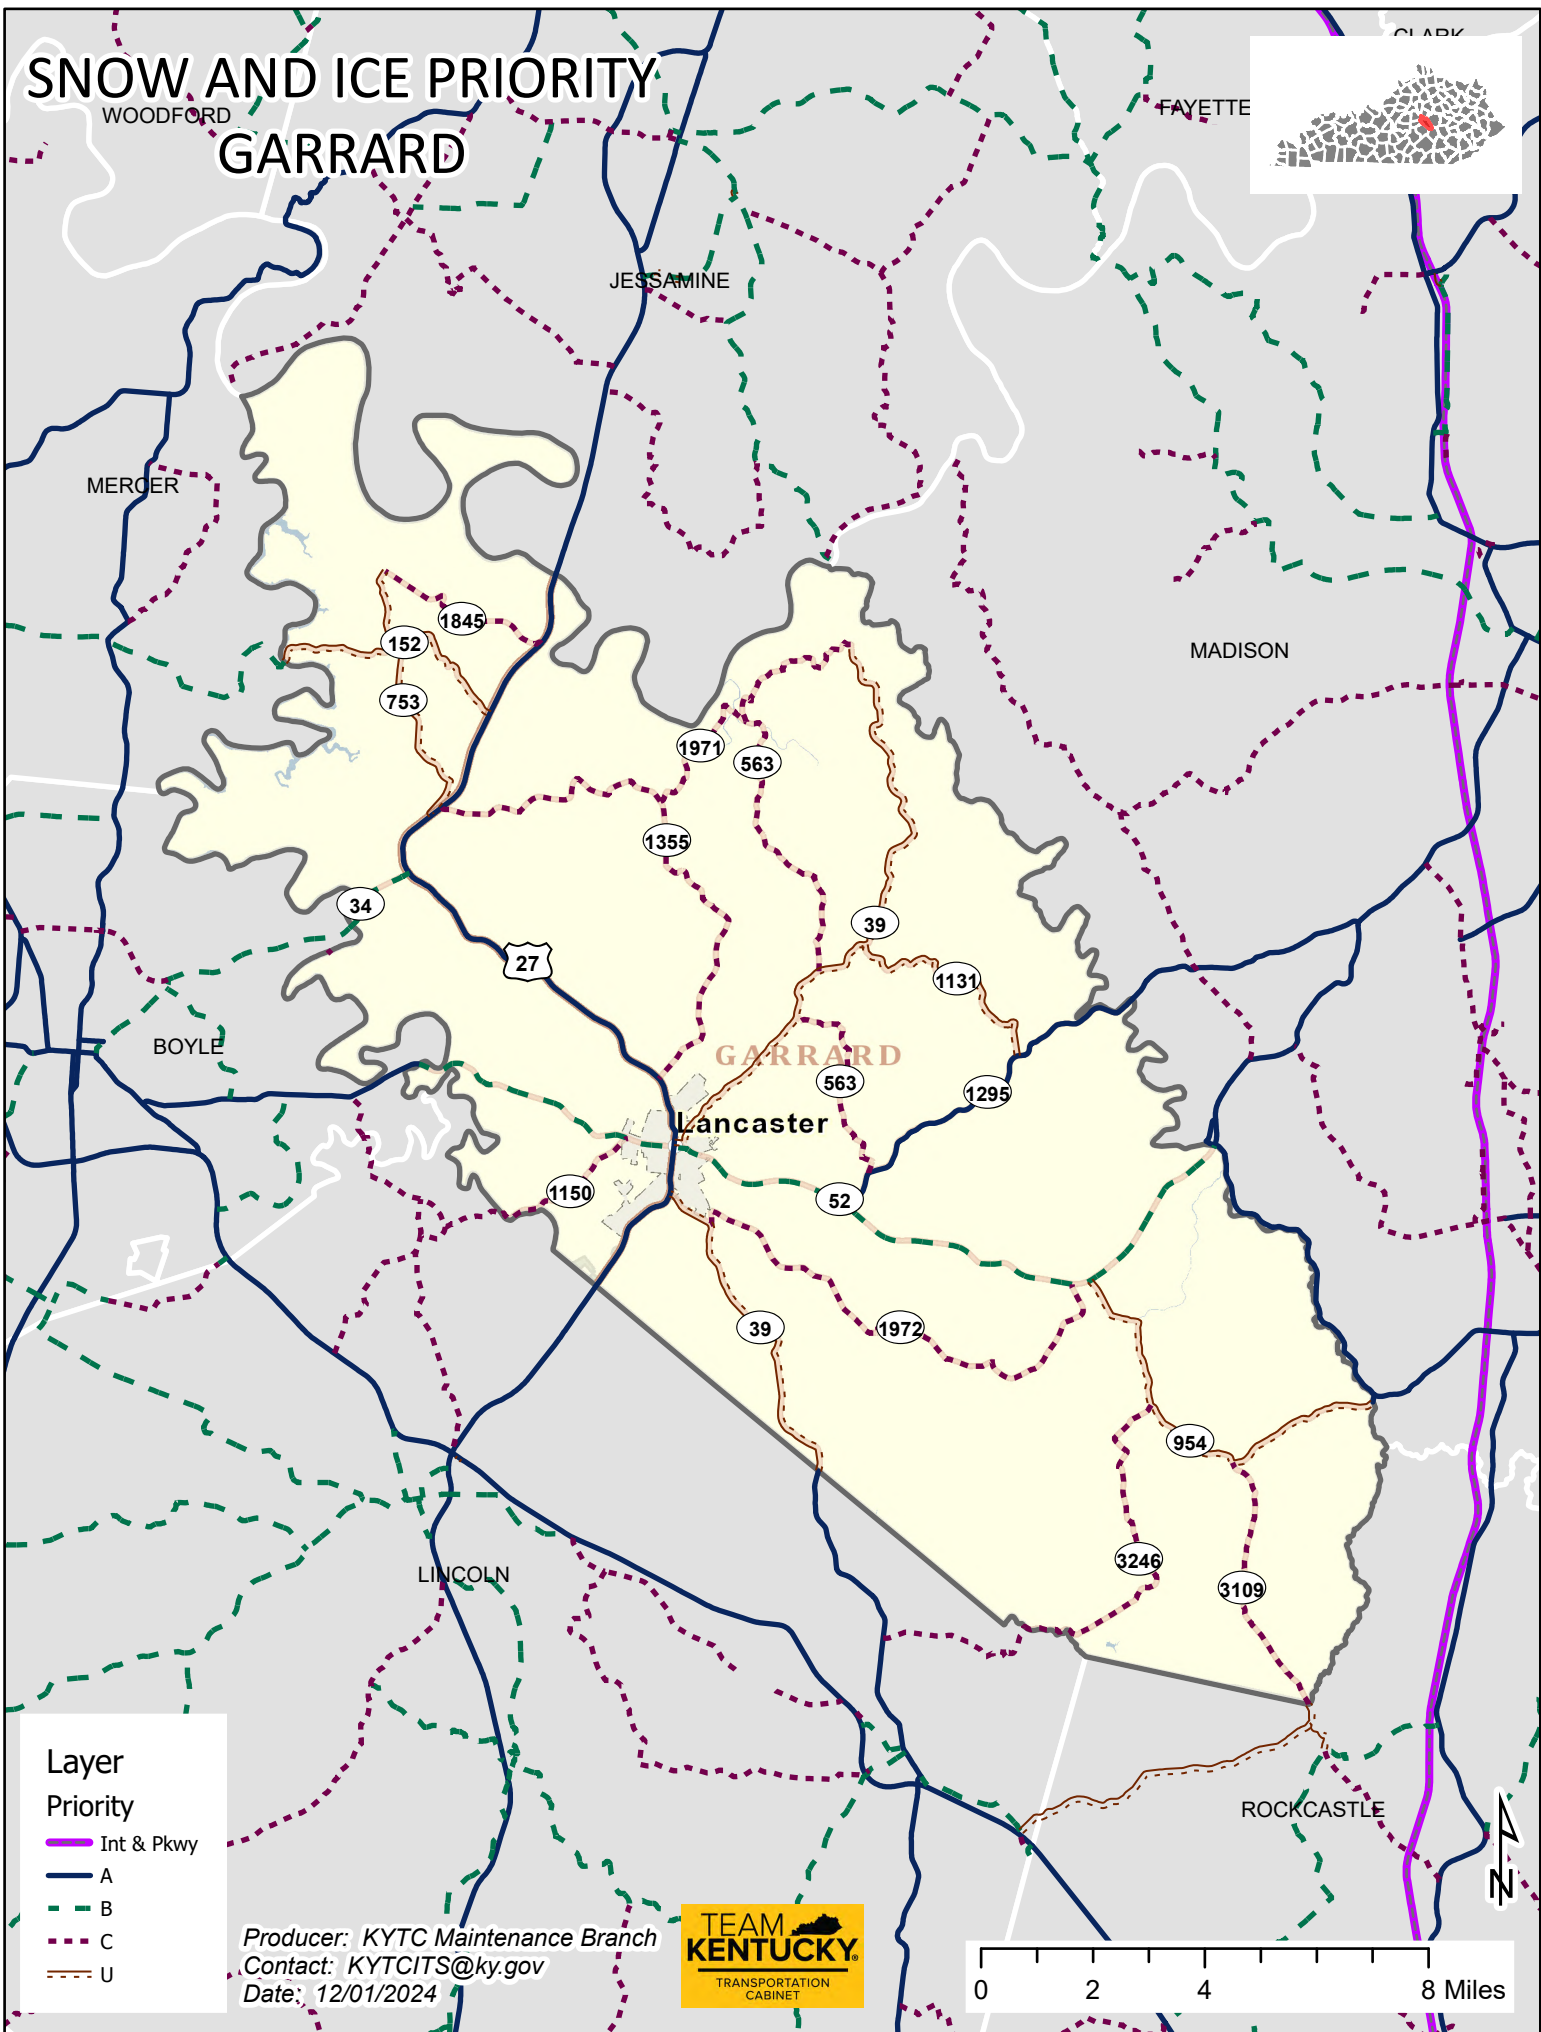 SNOW AND ICE PRIORITY
GARRARD
CLARK
WOODFORD
FAYETTE
JESSAMINE
MERCER
1845
152
MADISON
753
1971
563
1355
34
39
27
1131
BOYLE
GARRARD
563
1295
Lancaster
1150
52
39
1972
954
3246
LINCOLN
3109
ROCKCASTLE
Layer
Priority
Int & Pkwy
A
B
C
U
Producer: KYTC Maintenance Branch
Contact: KYTCITS@ky.gov
Date: 12/01/2024
TEAM
KENTUCKY®
TRANSPORTATION
CABINET
N
0 2 4 8 Miles